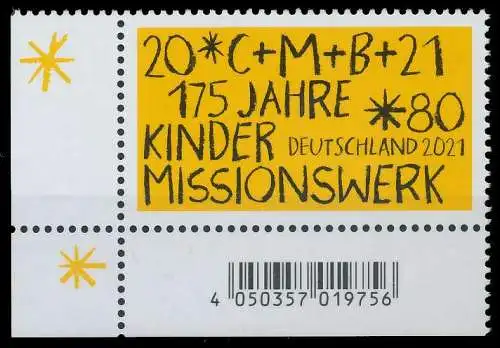 20*C+M+B+21
175 JAHRE
*80
KINDER
DEUTSCHLAND 2021
MISSIONSWERK
4 050357 019756